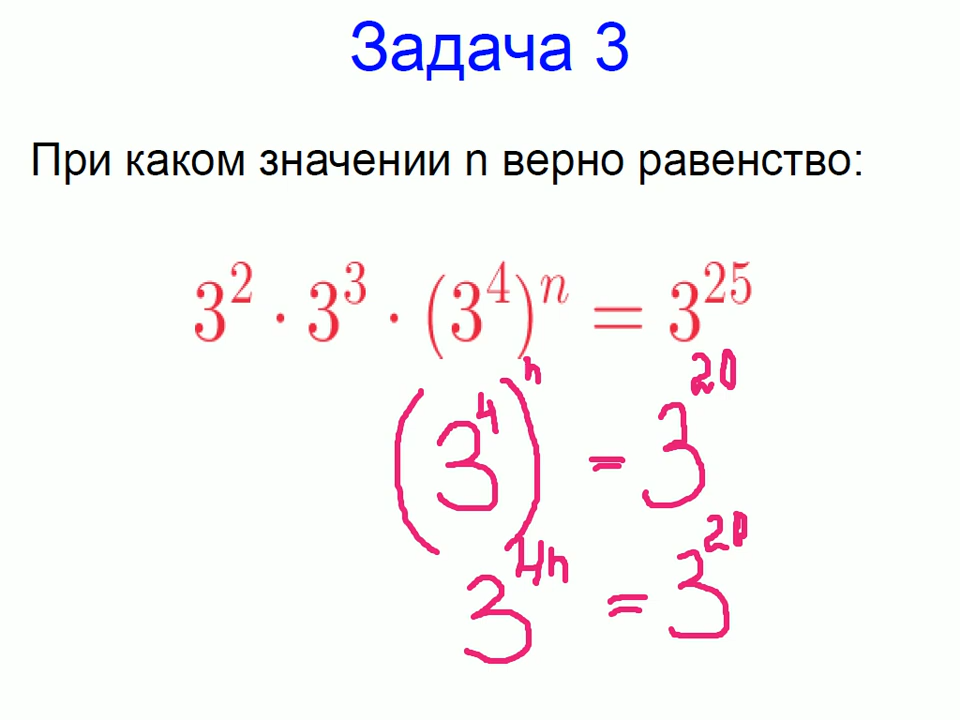 Задача 3
При каком значении n верно равенство:
3² · 3³ · (3⁴)ⁿ = 3²⁵
(3⁴)ⁿ = 3²⁰
3⁴ⁿ = 3²⁰